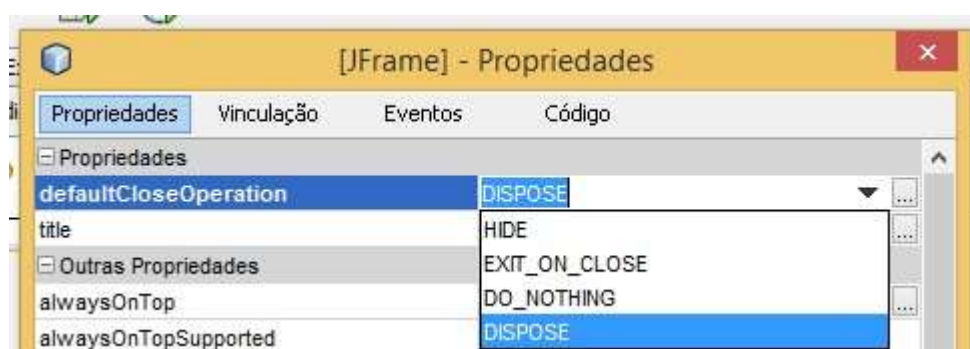 [JFrame] - Propriedades
Propriedades Vinculação Eventos Código
Propriedades
defaultCloseOperation DISPOSE ...
title HIDE ...
Outras Propriedades EXIT_ON_CLOSE
alwaysOnTop DO_NOTHING ...
alwaysOnTopSupported DISPOSE